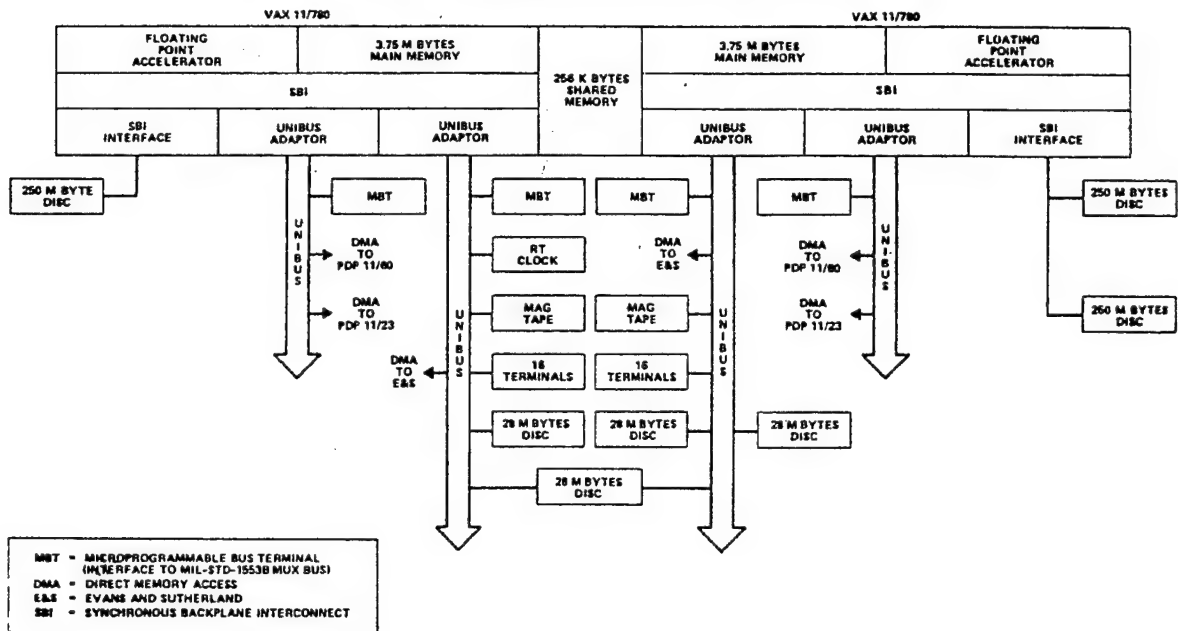 VAX 11/780
VAX 11/780
FLOATING
POINT
ACCELERATOR
3.75 M BYTES
MAIN MEMORY
256 K BYTES
SHARED
MEMORY
3.75 M BYTES
MAIN MEMORY
FLOATING
POINT
ACCELERATOR
SBI
SBI
SBI
INTERFACE
UNIBUS
ADAPTOR
UNIBUS
ADAPTOR
UNIBUS
ADAPTOR
UNIBUS
ADAPTOR
SBI
INTERFACE
250 M BYTE
DISC
UNIBUS
MBT
DMA
TO
PDP 11/60
DMA
TO
PDP 11/23
UNIBUS
MBT
RT
CLOCK
MAG
TAPE
DMA
TO
E&S
16
TERMINALS
28 M BYTES
DISC
28 M BYTES
DISC
MBT
DMA
TO
E&S
MAG
TAPE
16
TERMINALS
28 M BYTES
DISC
UNIBUS
28 M BYTES
DISC
MBT
DMA
TO
PDP 11/60
DMA
TO
PDP 11/23
UNIBUS
250 M BYTES
DISC
250 M BYTES
DISC
MBT = MICROPROGRAMMABLE BUS TERMINAL
(INTERFACE TO MIL-STD-1553B MUX BUS)
DMA = DIRECT MEMORY ACCESS
E&S = EVANS AND SUTHERLAND
SBI = SYNCHRONOUS BACKPLANE INTERCONNECT